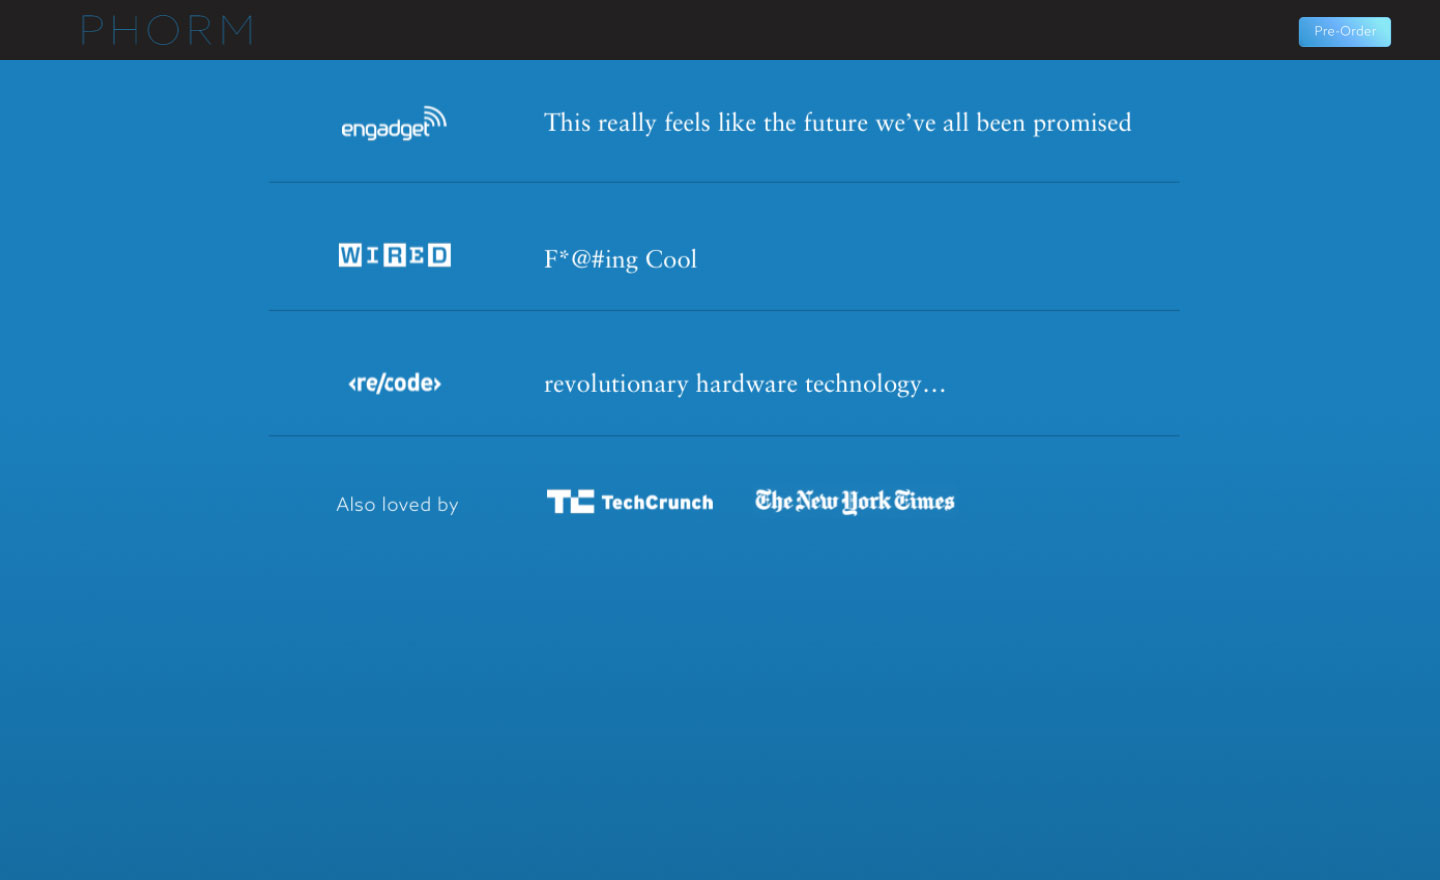 PHORM
Pre-Order
engadget
This really feels like the future we’ve all been promised
WIRED
F*@#ing Cool
<re/code>
revolutionary hardware technology…
Also loved by
TC TechCrunch
The New York Times